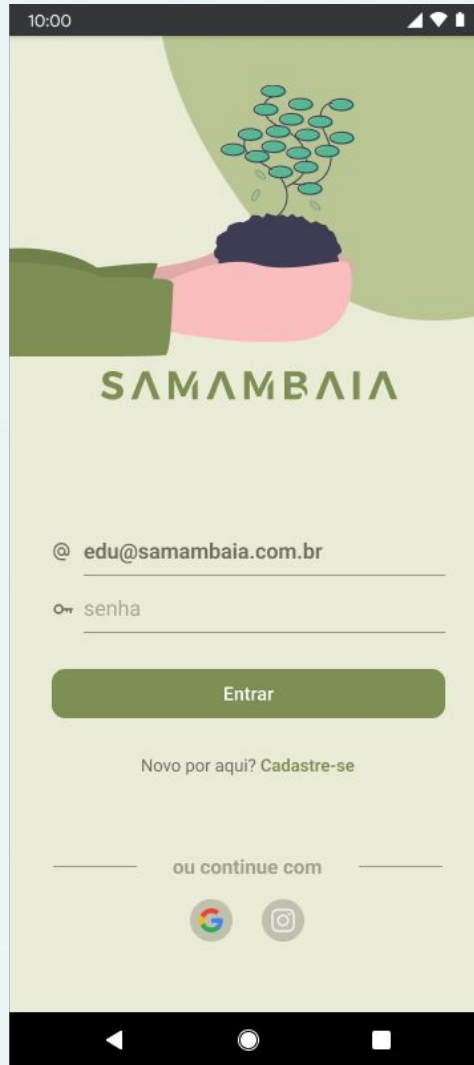 10:00
SAMAMBAIA
@ edu@samambaia.com.br
senha
Entrar
Novo por aqui? Cadastre-se
ou continue com